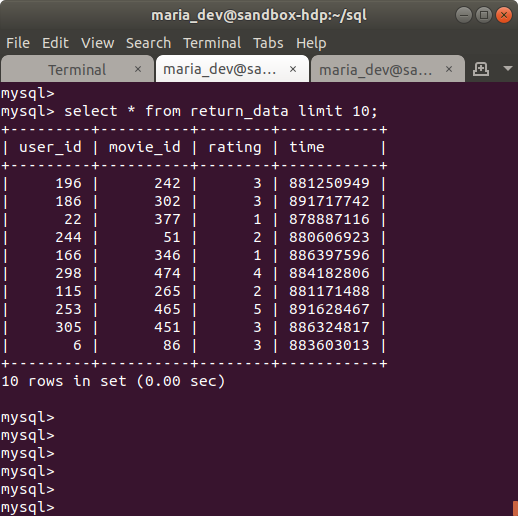 maria_dev@sandbox-hdp:~/sql
File Edit View Search Terminal Tabs Help
Terminal × maria_dev@sa... × maria_dev@sa... ×
mysql>
mysql> select * from return_data limit 10;
+---------+----------+--------+-----------+
| user_id | movie_id | rating | time      |
+---------+----------+--------+-----------+
|     196 |      242 |      3 | 881250949 |
|     186 |      302 |      3 | 891717742 |
|      22 |      377 |      1 | 878887116 |
|     244 |       51 |      2 | 880606923 |
|     166 |      346 |      1 | 886397596 |
|     298 |      474 |      4 | 884182806 |
|     115 |      265 |      2 | 881171488 |
|     253 |      465 |      5 | 891628467 |
|     305 |      451 |      3 | 886324817 |
|       6 |       86 |      3 | 883603013 |
+---------+----------+--------+-----------+
10 rows in set (0.00 sec)
mysql>
mysql>
mysql>
mysql>
mysql>
mysql>